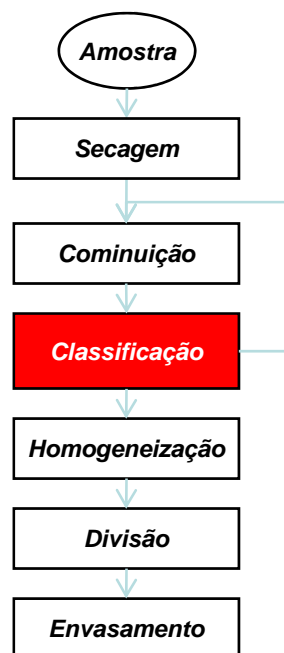 Amostra
Secagem
Cominuição
Classificação
Homogeneização
Divisão
Envasamento